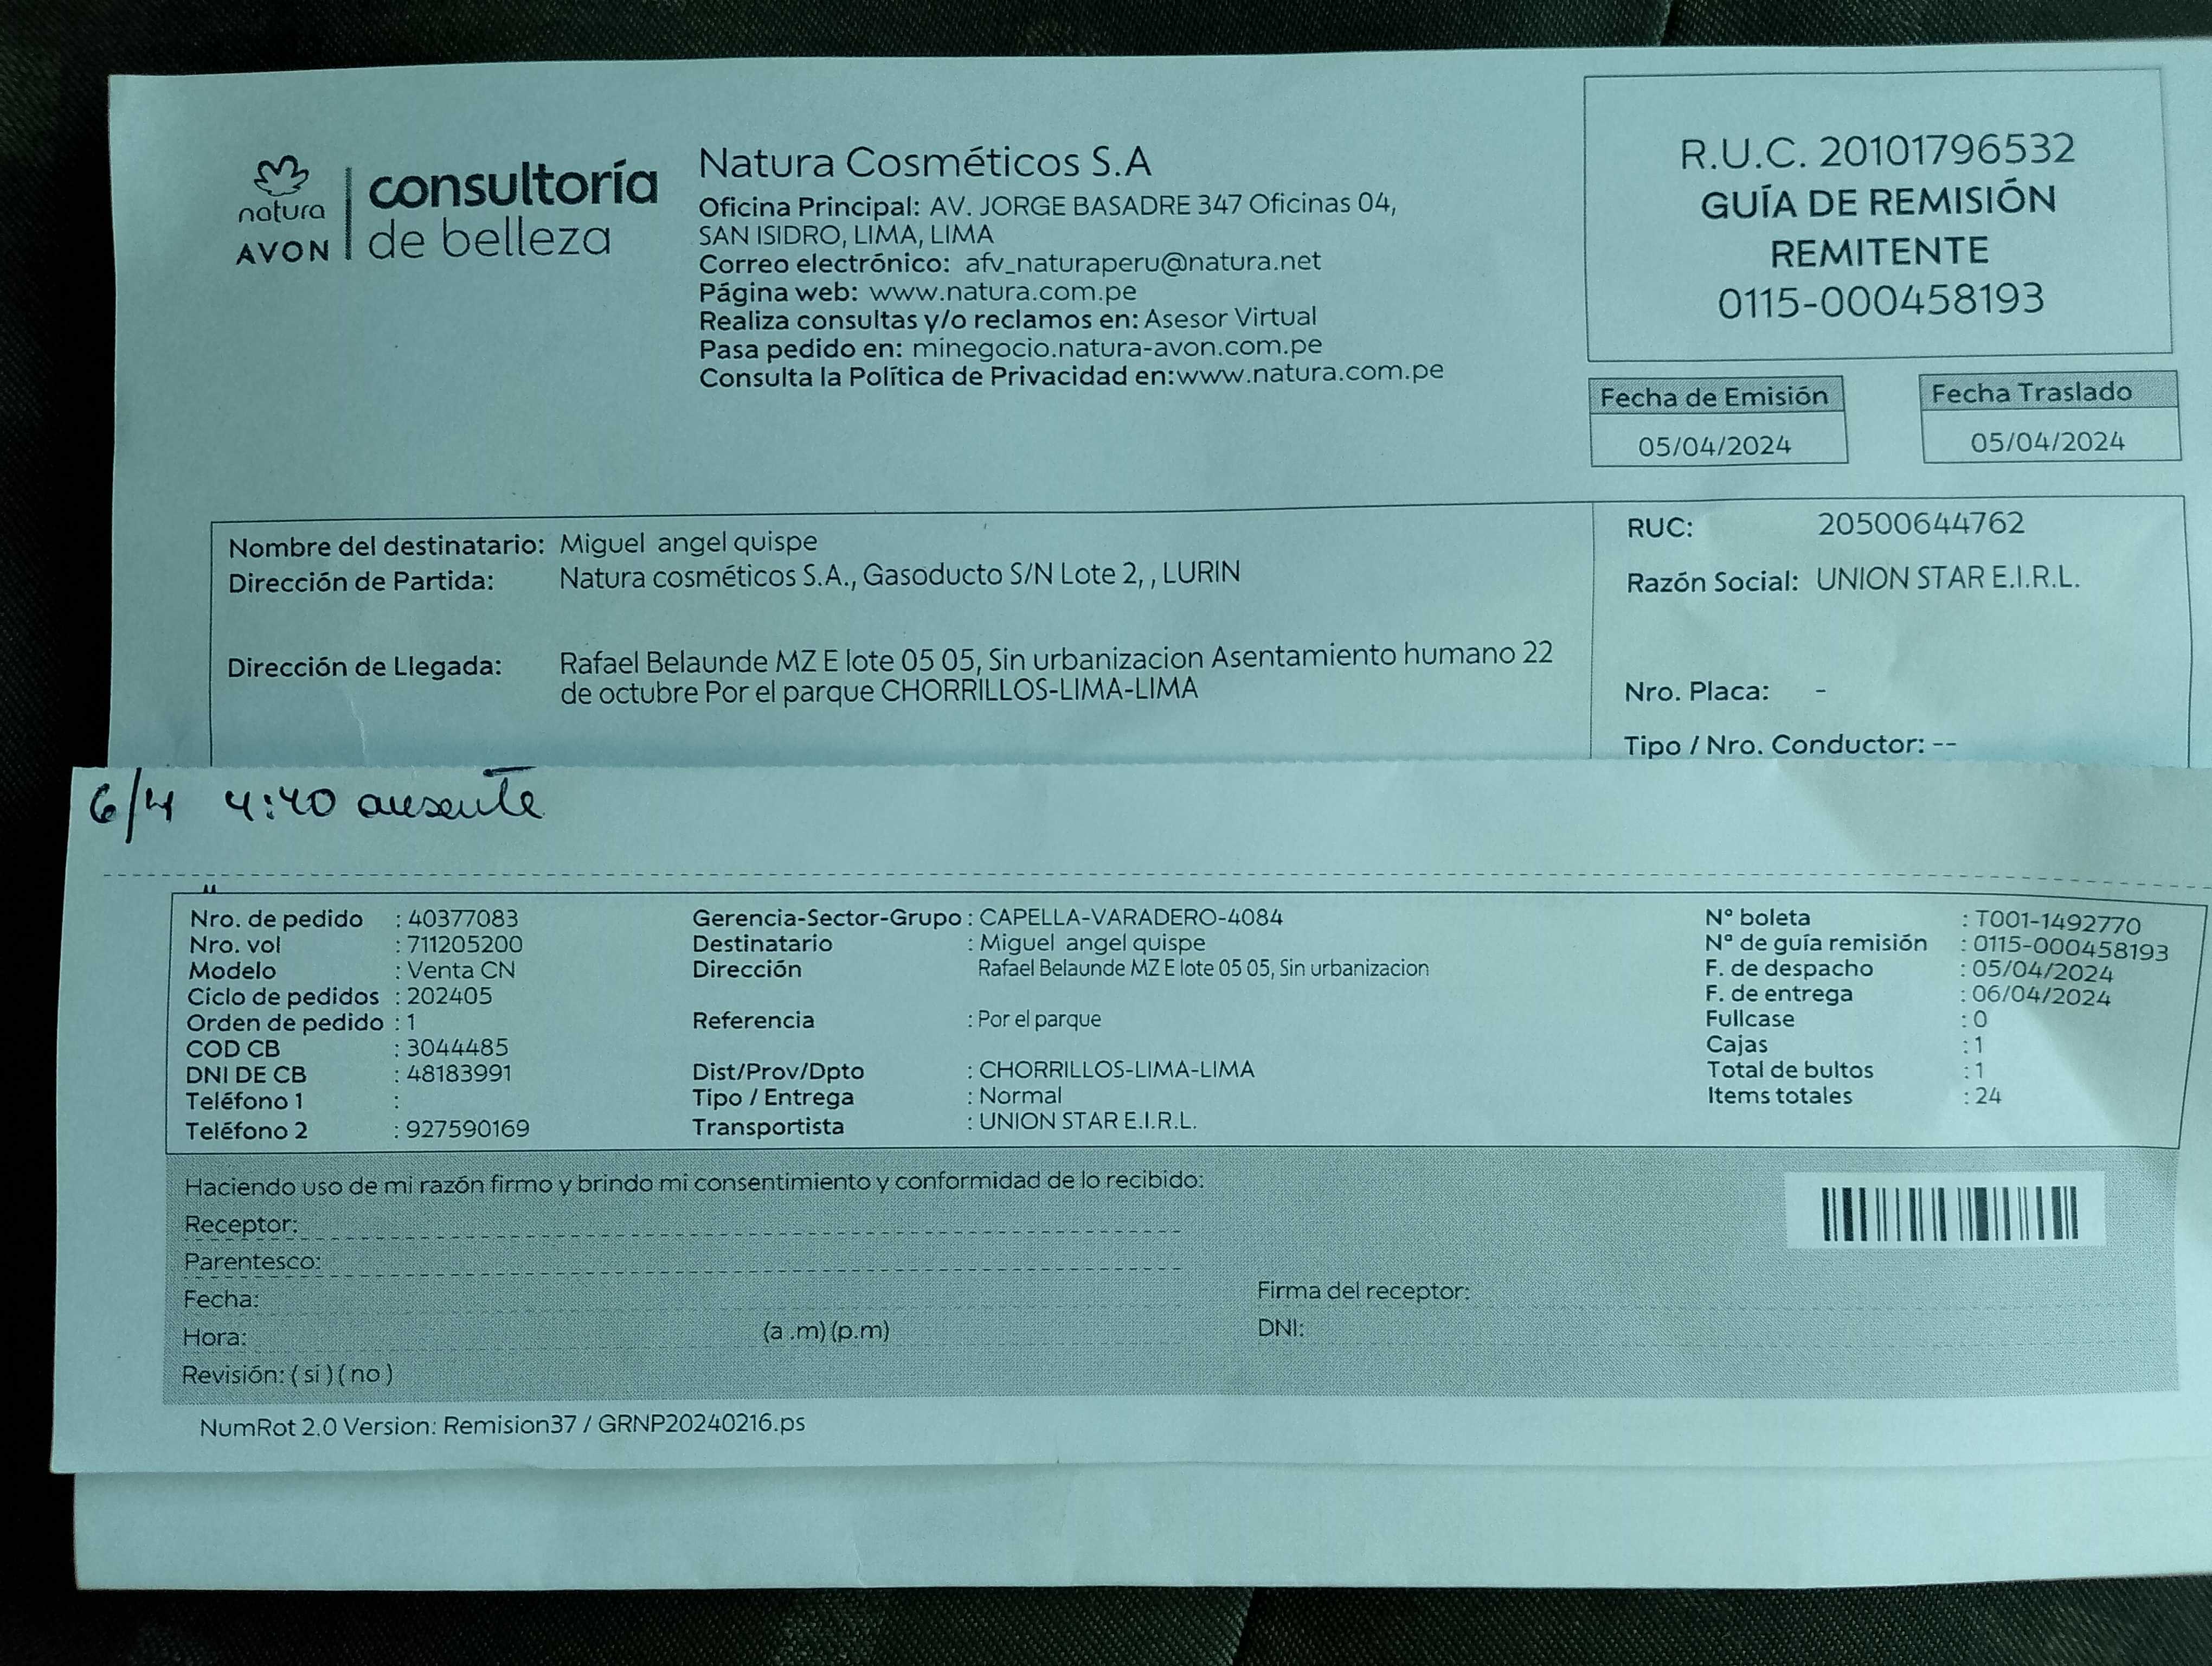 natura
AVON
consultoría
de belleza
Natura Cosméticos S.A
Oficina Principal: AV. JORGE BASADRE 347 Oficinas 04,
SAN ISIDRO, LIMA, LIMA
Correo electrónico: afv_naturaperu@natura.net
Página web: www.natura.com.pe
Realiza consultas y/o reclamos en: Asesor Virtual
Pasa pedido en: minegocio.natura-avon.com.pe
Consulta la Política de Privacidad en:www.natura.com.pe
R.U.C. 20101796532
GUÍA DE REMISIÓN
REMITENTE
0115-000458193
Fecha de Emisión
05/04/2024
Fecha Traslado
05/04/2024
Nombre del destinatario: Miguel angel quispe
Dirección de Partida: Natura cosméticos S.A., Gasoducto S/N Lote 2, , LURIN
Dirección de Llegada: Rafael Belaunde MZ E lote 05 05, Sin urbanizacion Asentamiento humano 22
de octubre Por el parque CHORRILLOS-LIMA-LIMA
RUC: 20500644762
Razón Social: UNION STAR E.I.R.L.
Nro. Placa: -
Tipo / Nro. Conductor: --
6/4 4:40 ausente
Nro. de pedido : 40377083
Nro. vol : 711205200
Modelo : Venta CN
Ciclo de pedidos : 202405
Orden de pedido : 1
COD CB : 3044485
DNI DE CB : 48183991
Teléfono 1 :
Teléfono 2 : 927590169
Gerencia-Sector-Grupo : CAPELLA-VARADERO-4084
Destinatario : Miguel angel quispe
Dirección Rafael Belaunde MZ E lote 05 05, Sin urbanizacion
Referencia : Por el parque
Dist/Prov/Dpto : CHORRILLOS-LIMA-LIMA
Tipo / Entrega : Normal
Transportista : UNION STAR E.I.R.L.
N° boleta : T001-1492770
N° de guía remisión : 0115-000458193
F. de despacho : 05/04/2024
F. de entrega : 06/04/2024
Fullcase : 0
Cajas : 1
Total de bultos : 1
Items totales : 24
Haciendo uso de mi razón firmo y brindo mi consentimiento y conformidad de lo recibido:
Receptor:
Parentesco:
Fecha:
Hora: (a .m) (p.m)
Revisión: ( si ) ( no )
Firma del receptor:
DNI:
NumRot 2.0 Version: Remision37 / GRNP20240216.ps